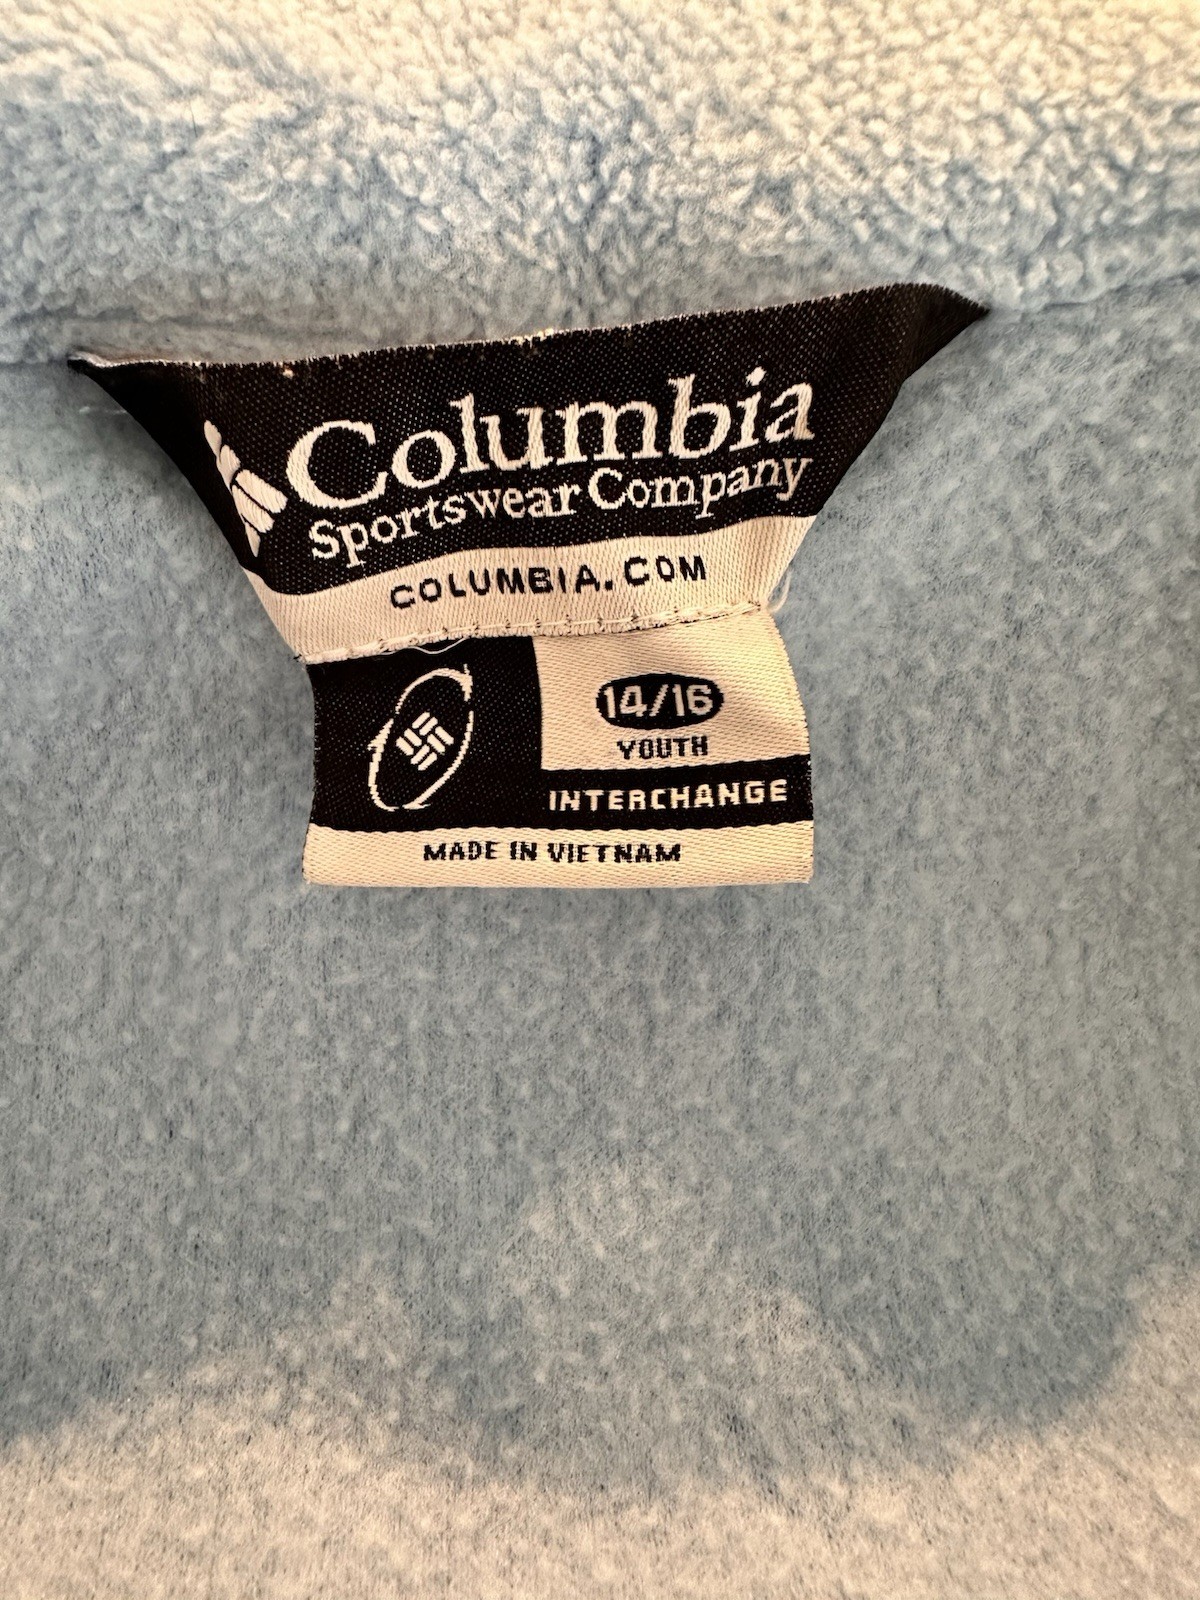 Columbia
Sportswear Company
COLUMBIA.COM
14/16
YOUTH
INTERCHANGE
MADE IN VIETNAM